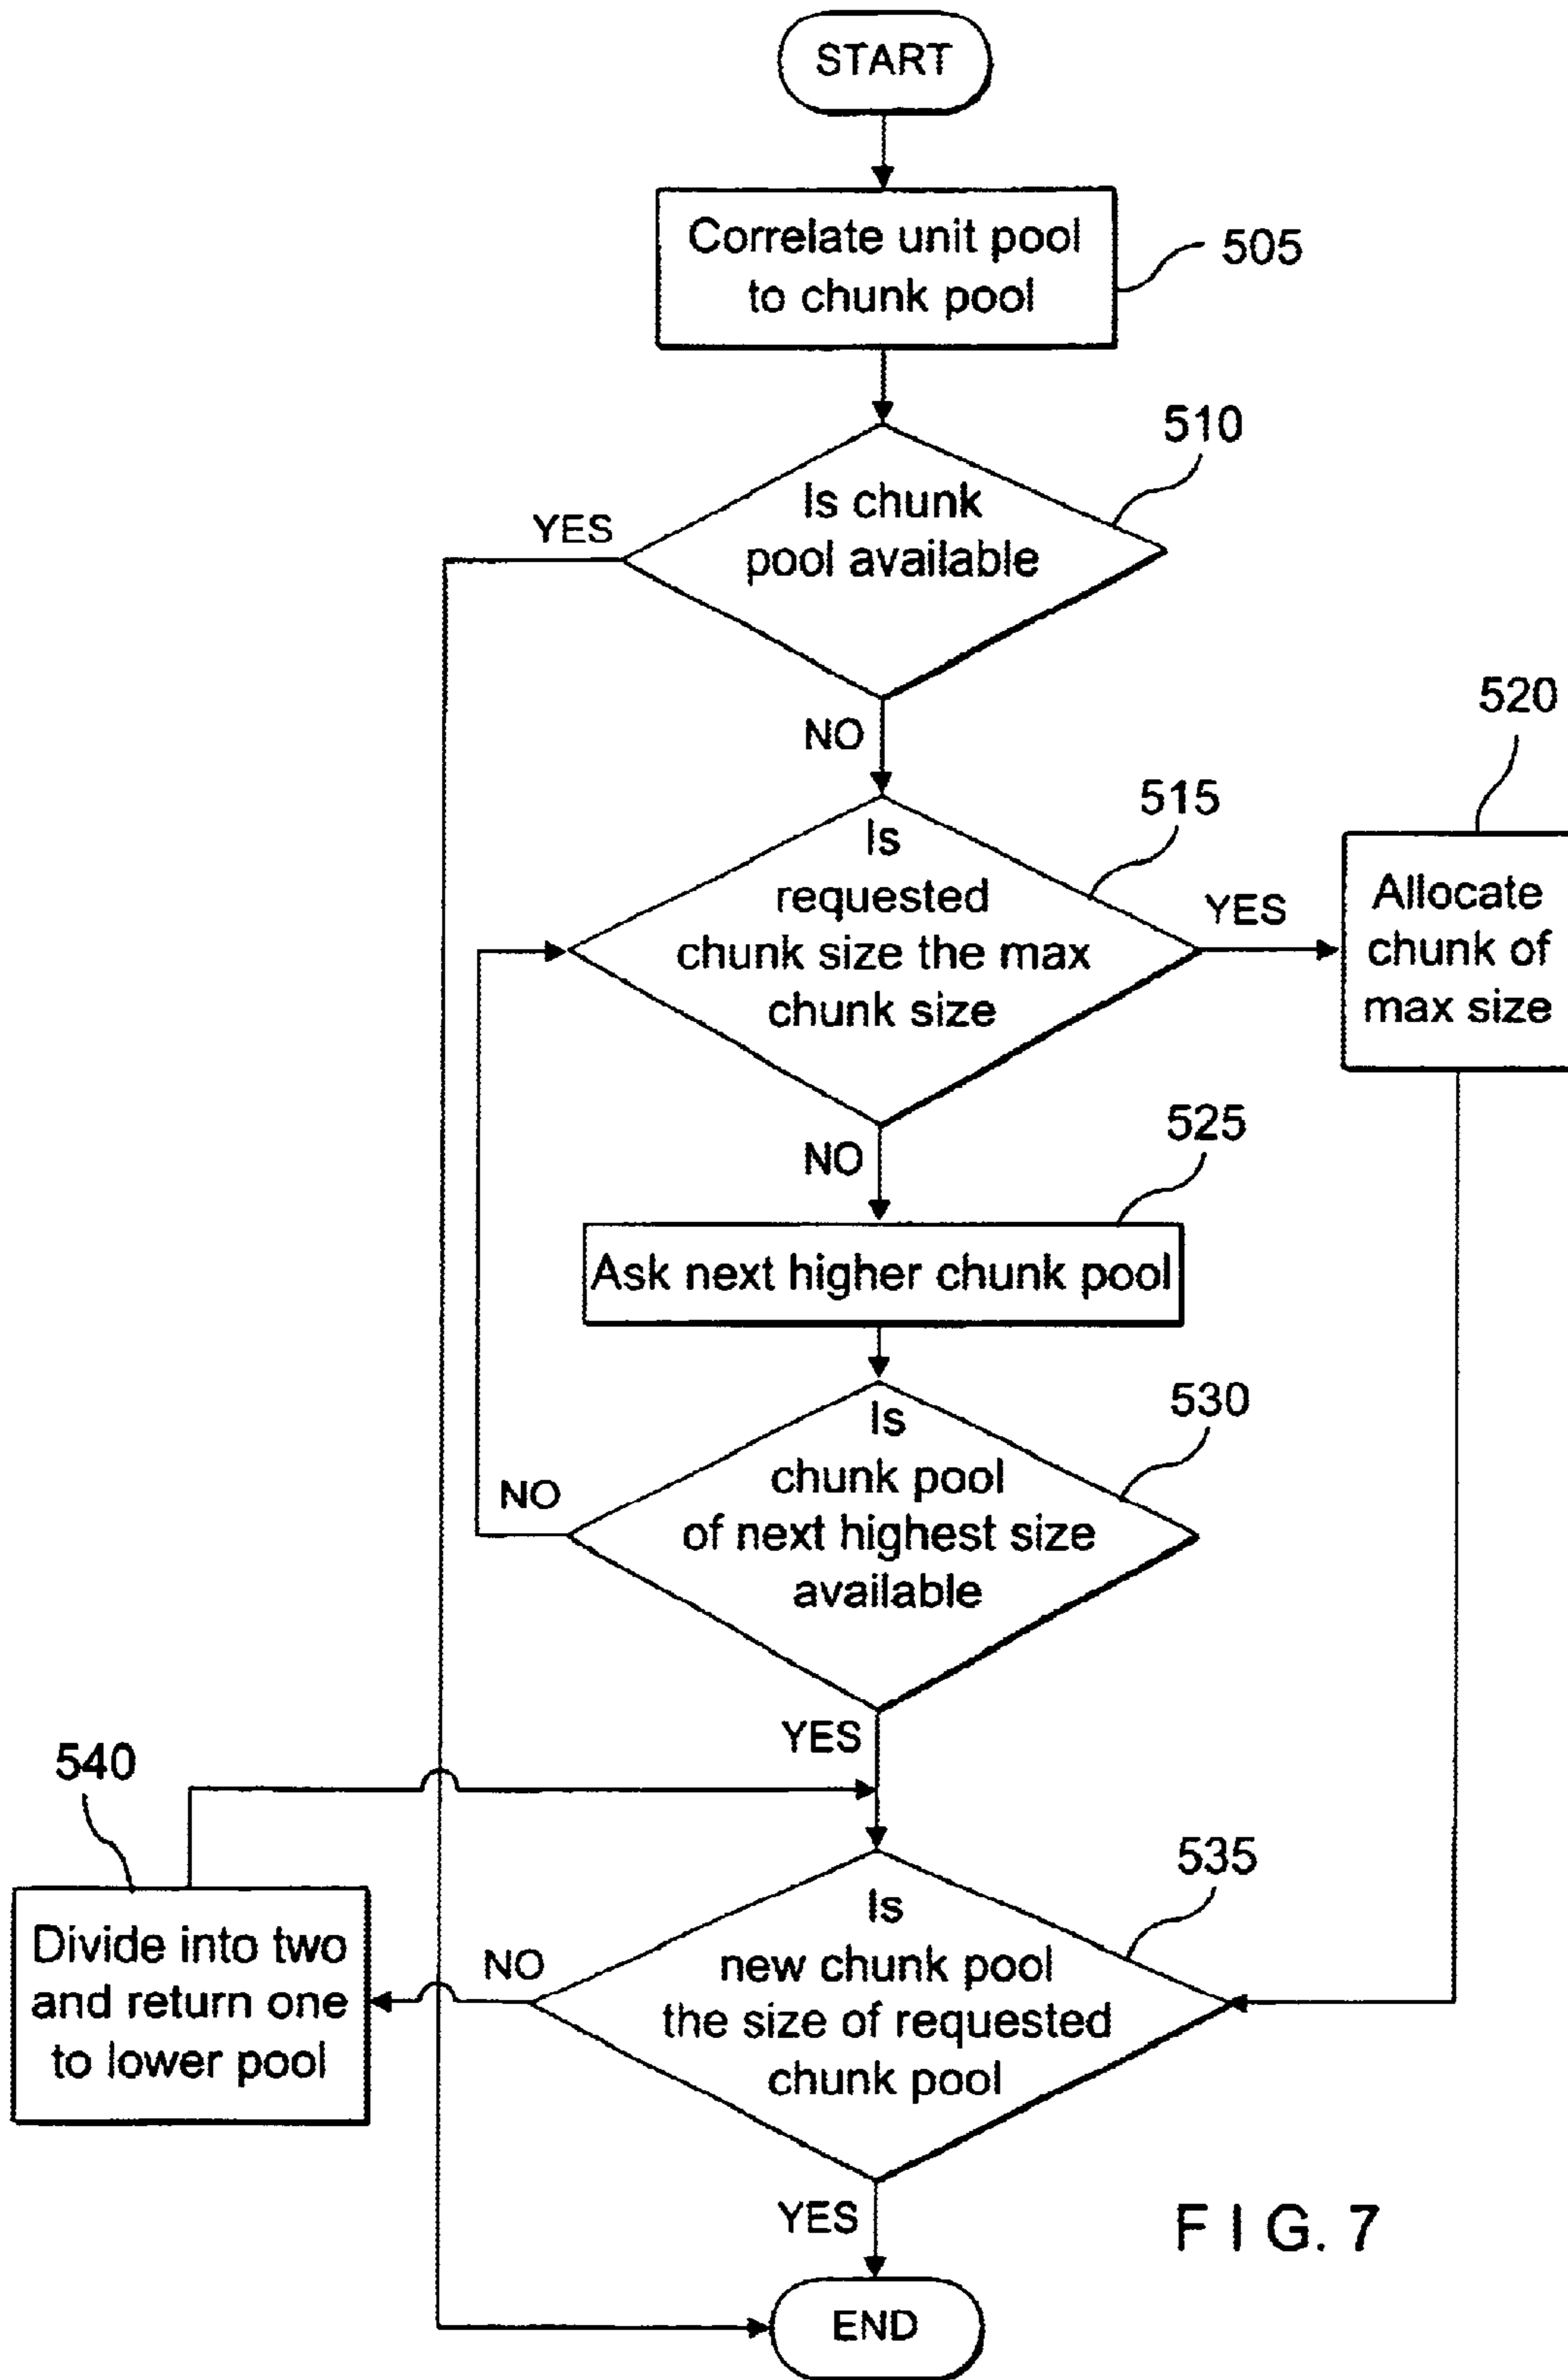 START
Correlate unit pool
to chunk pool
505
510
Is chunk
pool available
YES
NO
520
515
Is
requested
chunk size the max
chunk size
YES
Allocate
chunk of
max size
NO
525
Ask next higher chunk pool
530
Is
chunk pool
of next highest size
available
NO
YES
540
535
Divide into two
and return one
to lower pool
NO
Is
new chunk pool
the size of requested
chunk pool
YES
FIG. 7
END